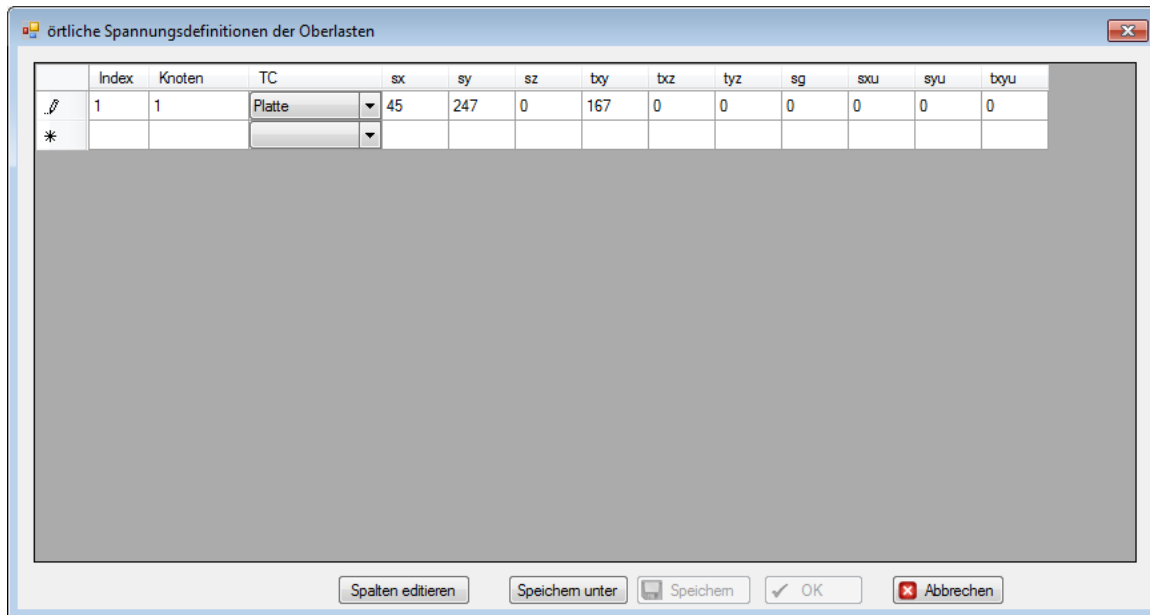 örtliche Spannungsdefinitionen der Oberlasten
Index Knoten TC sx sy sz txy txz tyz sg sxu syu txyu
1 1 Platte 45 247 0 167 0 0 0 0 0 0
Spalten editieren Speichern unter Speichern OK Abbrechen